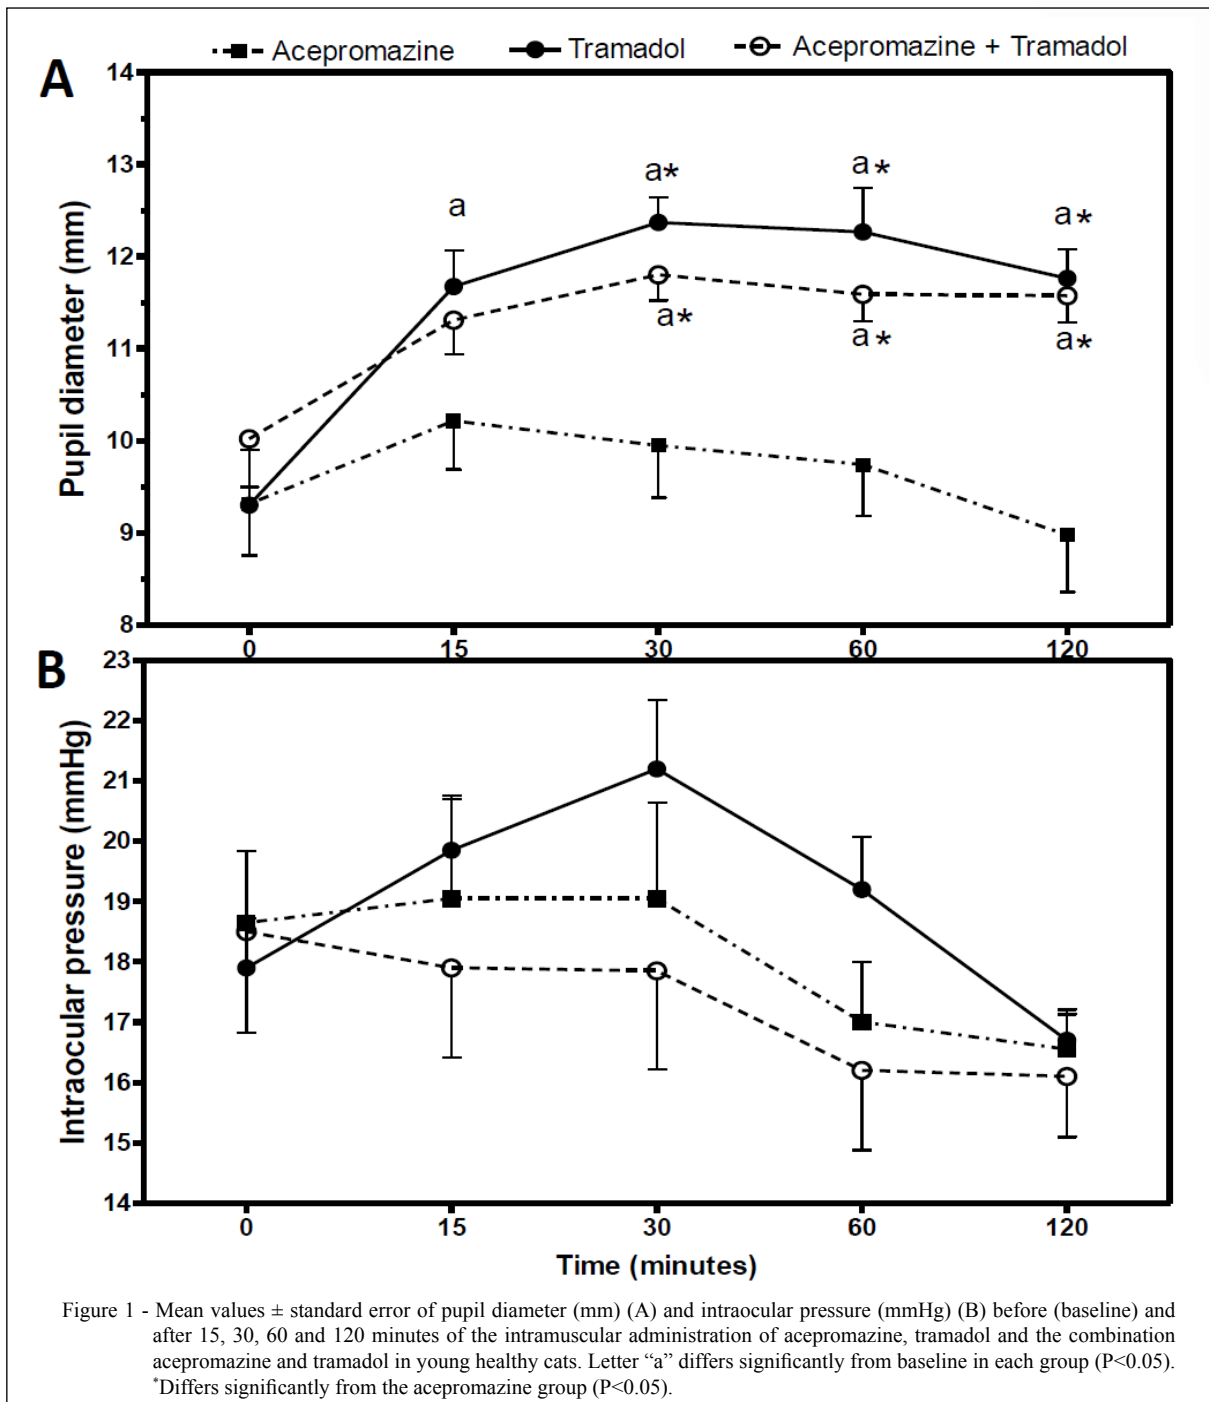 Acepromazine Tramadol Acepromazine + Tramadol
A
14
13
12
11
10
9
8
Pupil diameter (mm)
a
a*
a*
a*
a*
a*
a*
0 15 30 60 120
B
23
22
21
20
19
18
17
16
15
14
Intraocular pressure (mmHg)
0 15 30 60 120
Time (minutes)
Figure 1 - Mean values ± standard error of pupil diameter (mm) (A) and intraocular pressure (mmHg) (B) before (baseline) and
after 15, 30, 60 and 120 minutes of the intramuscular administration of acepromazine, tramadol and the combination
acepromazine and tramadol in young healthy cats. Letter “a” differs significantly from baseline in each group (P<0.05).
*Differs significantly from the acepromazine group (P<0.05).